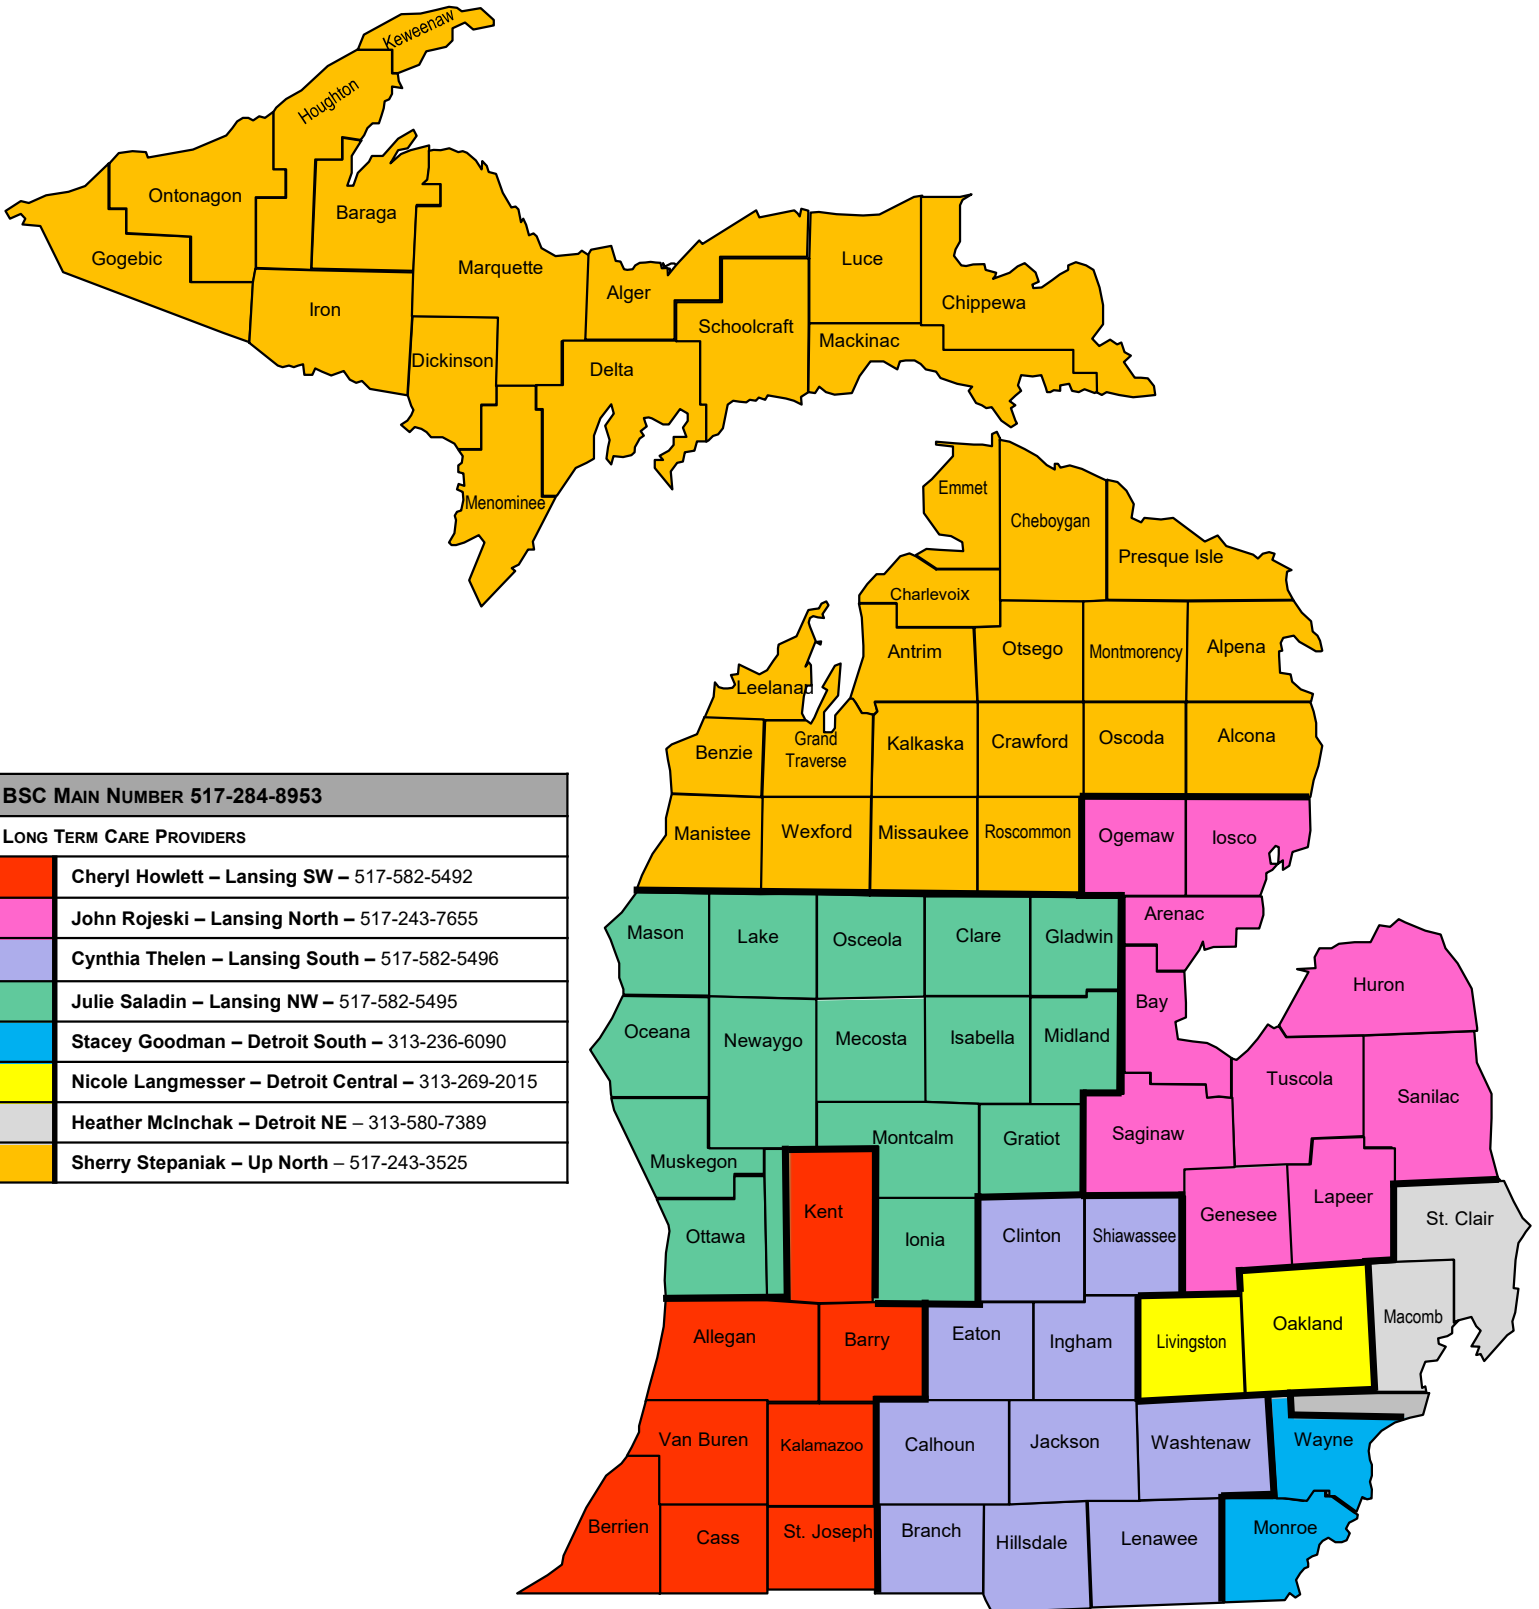 Keweenaw
Houghton
Ontonagon
Baraga
Gogebic
Marquette
Luce
Alger
Chippewa
Iron
Schoolcraft
Mackinac
Dickinson
Delta
Menominee
Emmet
Cheboygan
Presque Isle
Charlevoix
Antrim
Otsego
Montmorency
Alpena
Leelanau
Benzie
Grand
Traverse
Kalkaska
Crawford
Oscoda
Alcona
Manistee
Wexford
Missaukee
Roscommon
Ogemaw
Iosco
BSC MAIN NUMBER 517-284-8953
LONG TERM CARE PROVIDERS
Cheryl Howlett – Lansing SW – 517-582-5492
John Rojeski – Lansing North – 517-243-7655
Cynthia Thelen – Lansing South – 517-582-5496
Julie Saladin – Lansing NW – 517-582-5495
Stacey Goodman – Detroit South – 313-236-6090
Nicole Langmesser – Detroit Central – 313-269-2015
Heather McInchak – Detroit NE – 313-580-7389
Sherry Stepaniak – Up North – 517-243-3525
Mason
Lake
Osceola
Clare
Gladwin
Arenac
Huron
Oceana
Newaygo
Mecosta
Isabella
Midland
Bay
Tuscola
Sanilac
Muskegon
Montcalm
Gratiot
Saginaw
Kent
Genesee
Lapeer
St. Clair
Ottawa
Ionia
Clinton
Shiawassee
Allegan
Barry
Eaton
Ingham
Livingston
Oakland
Macomb
Van Buren
Kalamazoo
Calhoun
Jackson
Washtenaw
Wayne
Berrien
Cass
St. Joseph
Branch
Hillsdale
Lenawee
Monroe